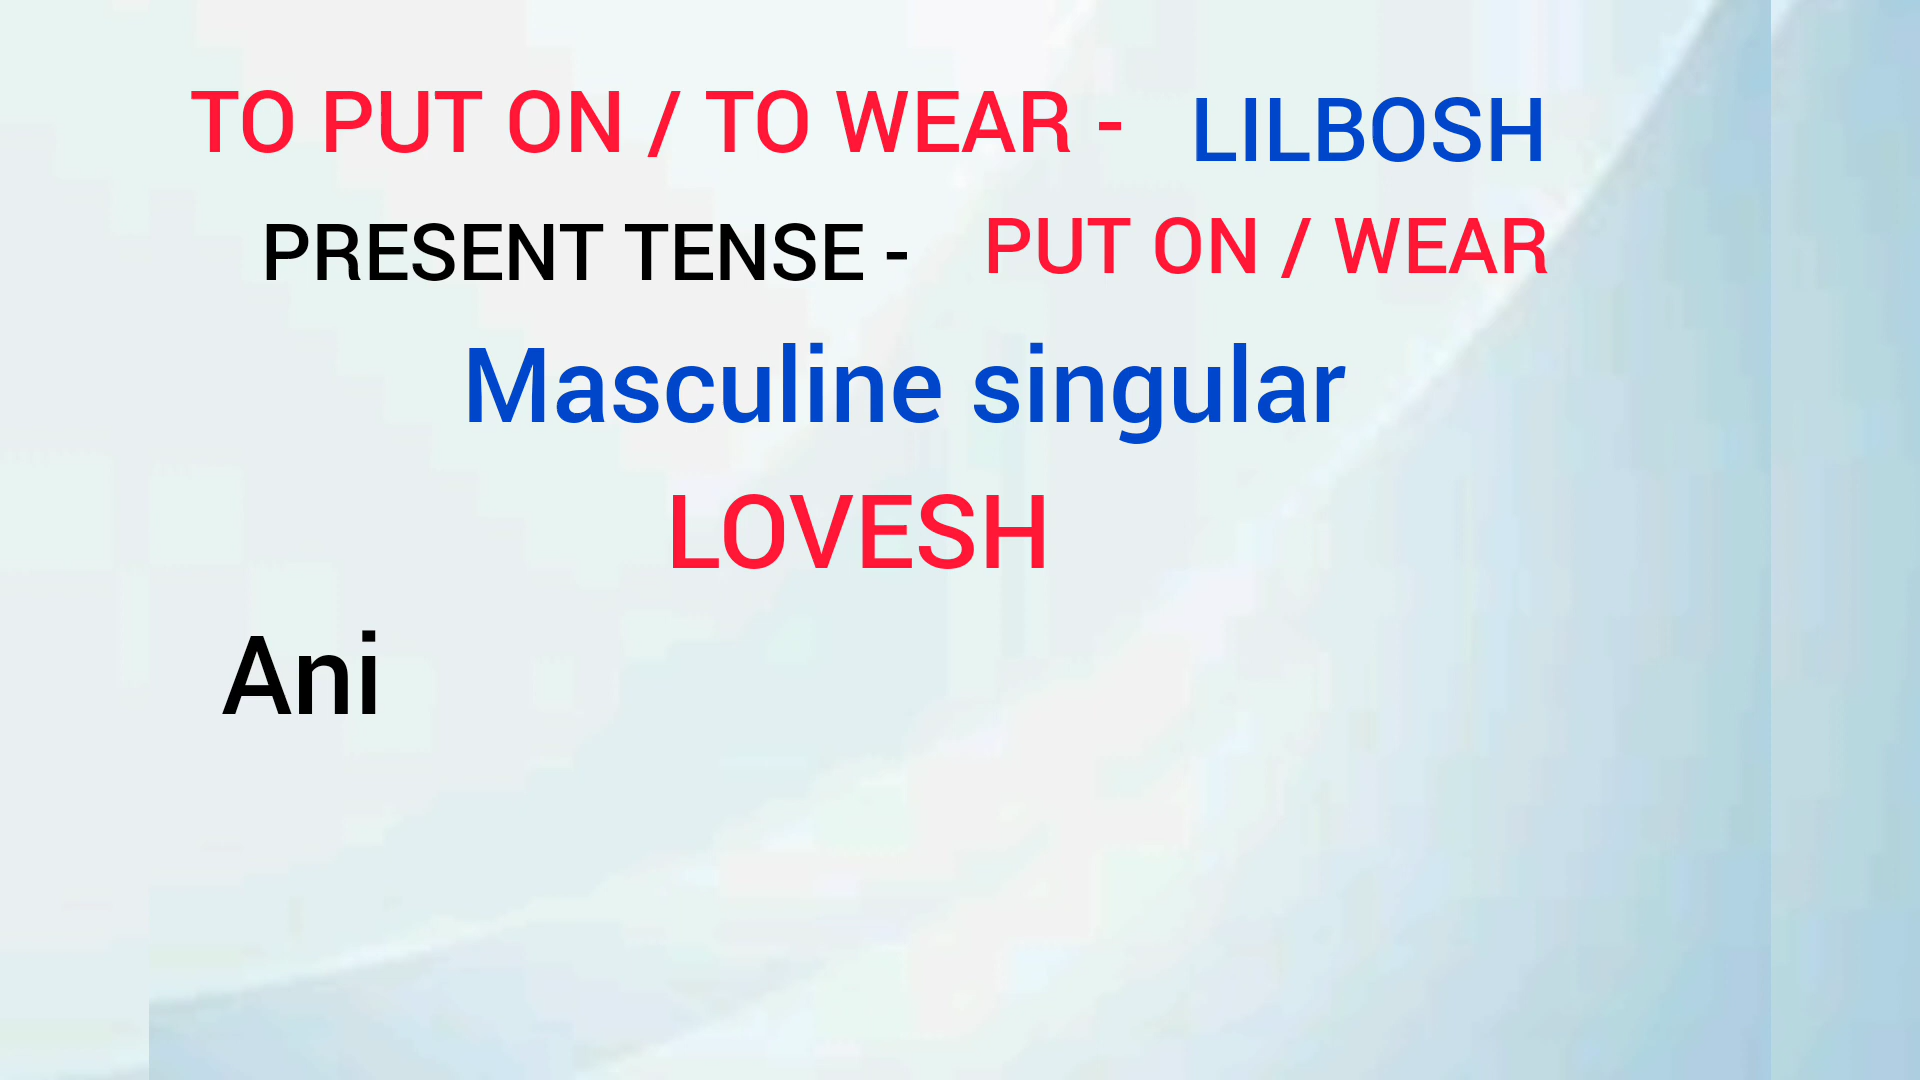 TO PUT ON / TO WEAR - LILBOSH
PRESENT TENSE - PUT ON / WEAR
Masculine singular
LOVESH
Ani